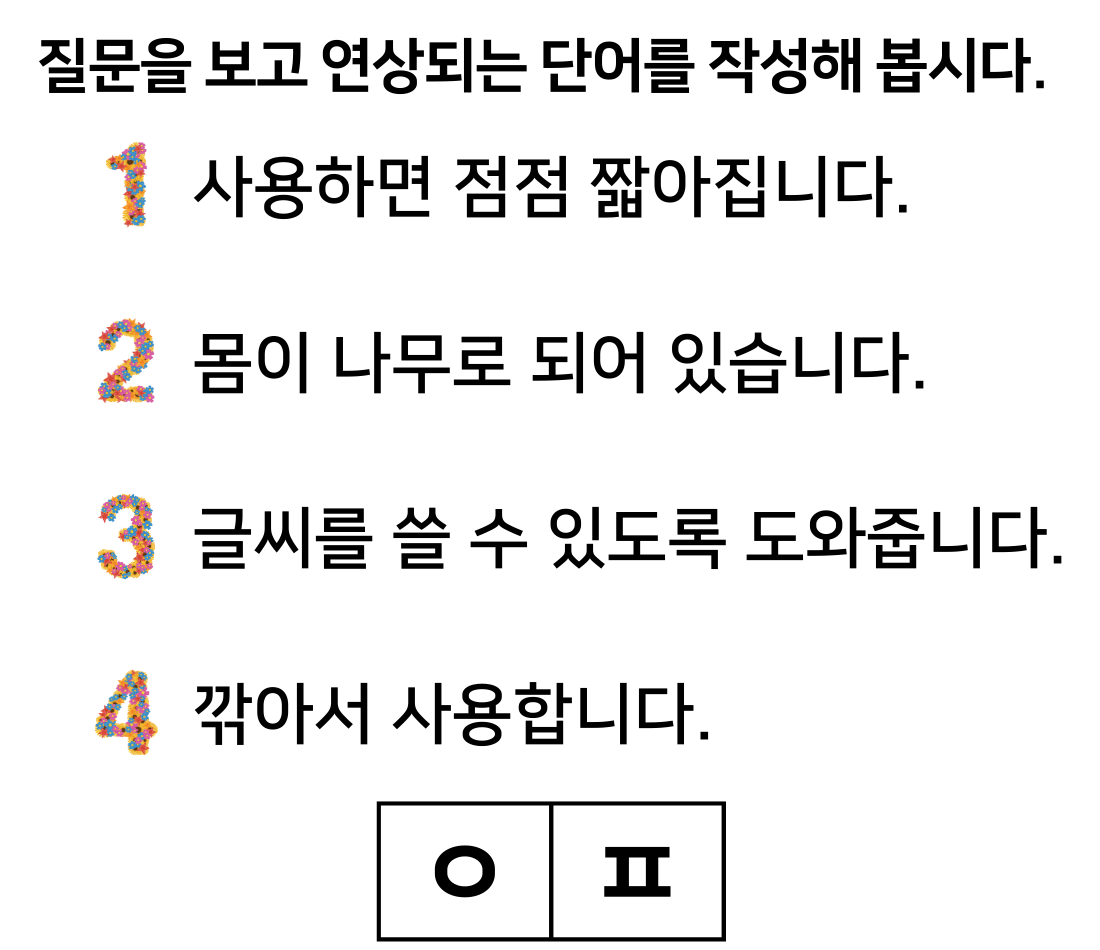 질문을 보고 연상되는 단어를 작성해 봅시다.
1 사용하면 점점 짧아집니다.
2 몸이 나무로 되어 있습니다.
3 글씨를 쓸 수 있도록 도와줍니다.
4 깎아서 사용합니다.
ㅇ ㅍ